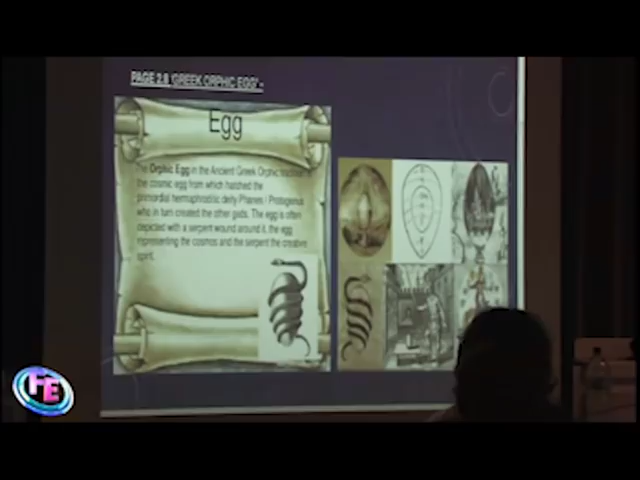 PAGE 2.8 'GREEK ORPHIC EGG' -
Egg
The Orphic Egg in the Ancient Greek Orphic tradition is
the cosmic egg from which hatched the
primordial hermaphroditic deity Phanes / Protogonus
who in turn created the other gods. The egg is often
depicted with a serpent wound around it, the egg
representing the cosmos and the serpent the creative
spirit.
FE